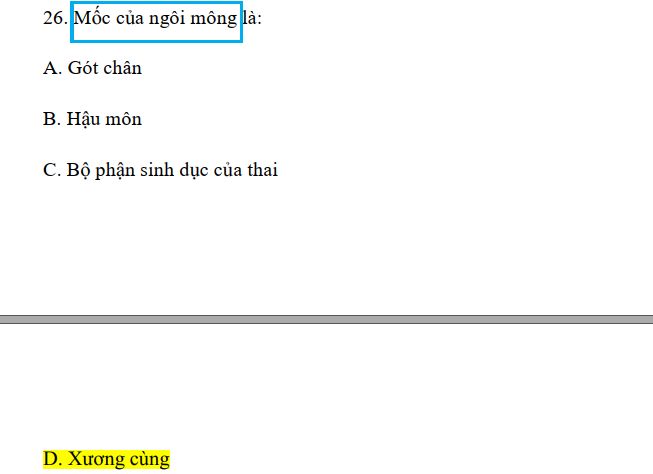 26. Mốc của ngôi mông là:
A. Gót chân
B. Hậu môn
C. Bộ phận sinh dục của thai
D. Xương cùng